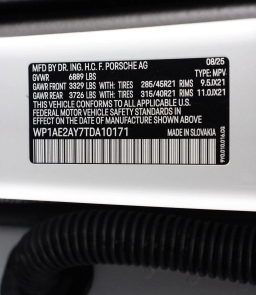 MFD BY DR. ING. H.C.F. PORSCHE AG 08/25
GVWR 6889 LBS TYPE: MPV
GAWR FRONT 3329 LBS WITH: TIRES 285/45R21 RIMS 9.5JX21
GAWR REAR 3726 LBS WITH: TIRES 315/40R21 RIMS 11.0JX21
THIS VEHICLE CONFORMS TO ALL APPLICABLE U.S.
FEDERAL MOTOR VEHICLE SAFETY STANDARDS IN
EFFECT ON THE DATE OF MANUFACTURE SHOWN ABOVE.
WP1AE2AY7TDA10171 MADE IN SLOVAKIA